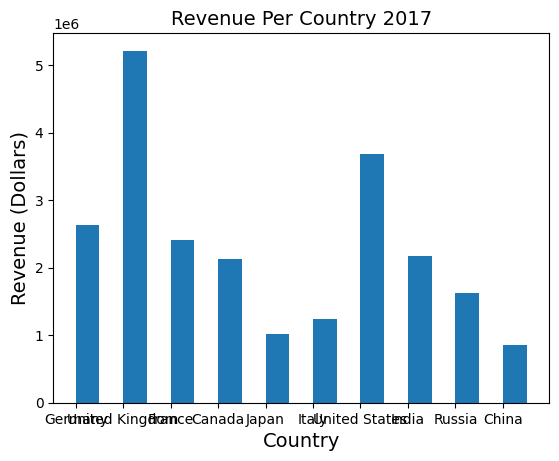 Revenue Per Country 2017
1e6
5
4
3
2
1
0
Revenue (Dollars)
Germany United Kingdom France Canada Japan Italy United States India Russia China
Country